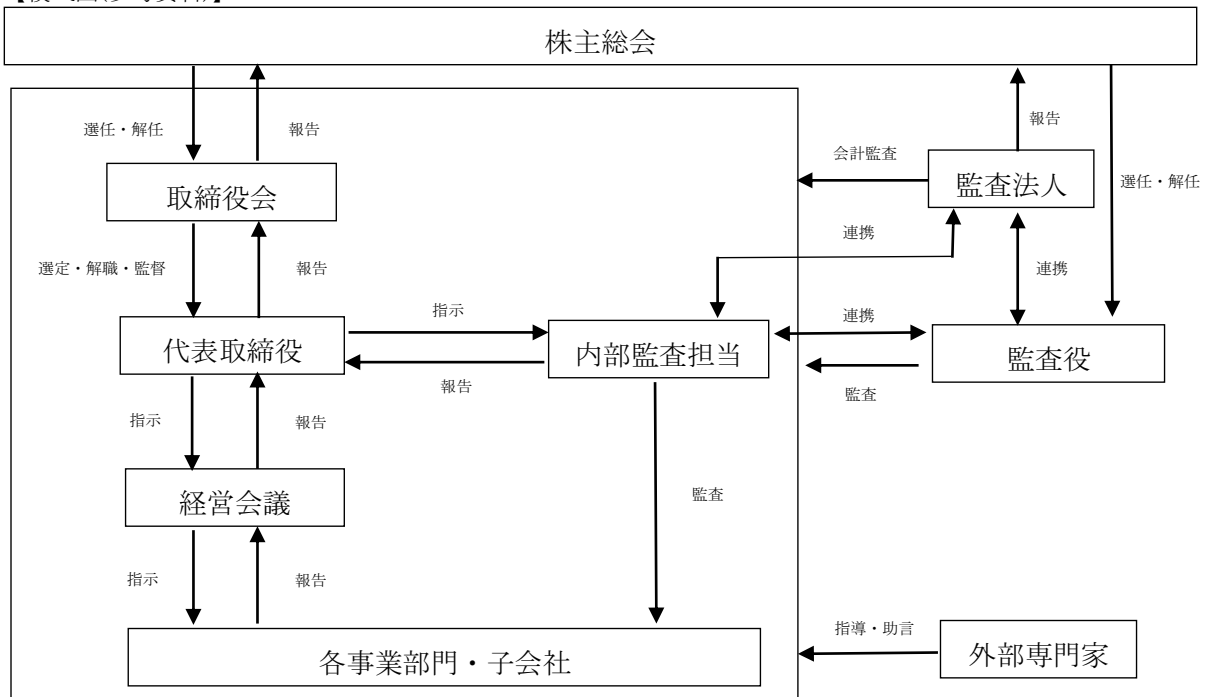 株主総会
選任・解任
報告
報告
会計監査
監査法人
選任・解任
取締役会
連携
選定・解職・監督
報告
連携
指示
連携
代表取締役
内部監査担当
監査役
報告
監査
指示
報告
経営会議
監査
指示
報告
指導・助言
各事業部門・子会社
外部専門家